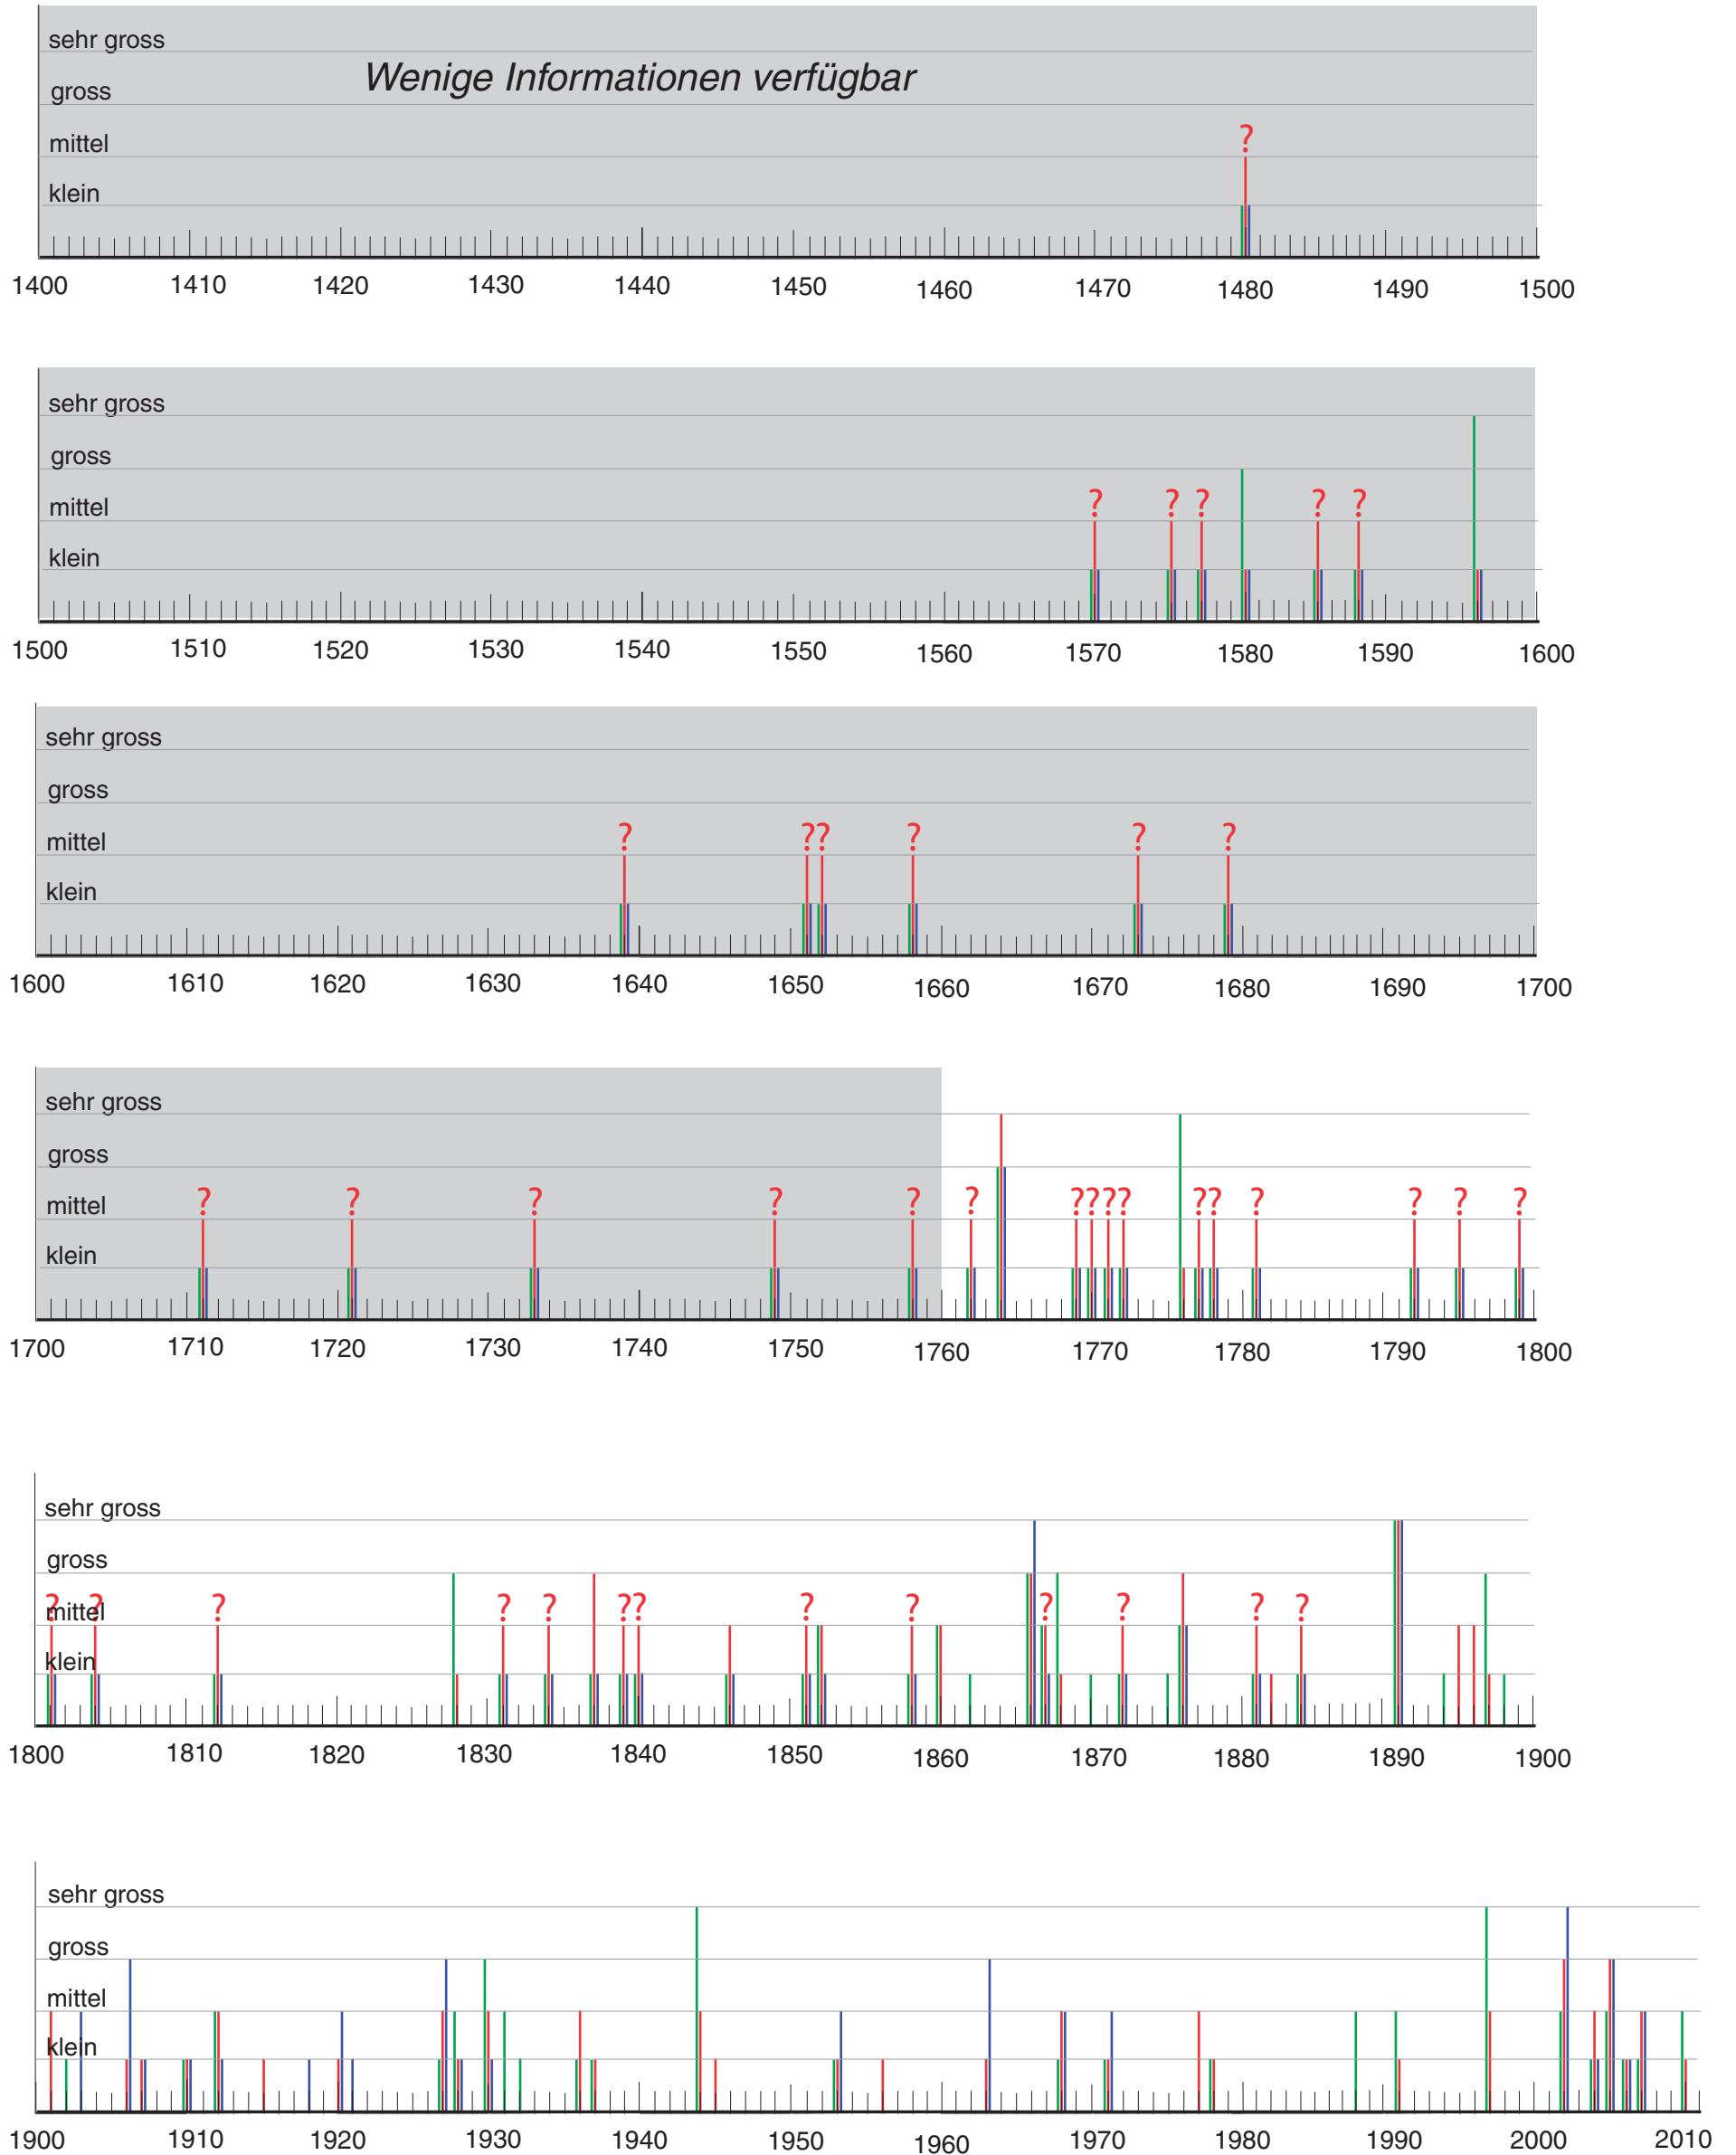 sehr gross
Wenige Informationen verfügbar
gross
mittel
?
klein
1400 1410 1420 1430 1440 1450 1460 1470 1480 1490 1500
sehr gross
gross
mittel ? ? ? ? ?
klein
1500 1510 1520 1530 1540 1550 1560 1570 1580 1590 1600
sehr gross
gross
mittel ? ? ? ? ? ?
klein
1600 1610 1620 1630 1640 1650 1660 1670 1680 1690 1700
sehr gross
gross
mittel ? ? ? ? ? ? ? ? ? ? ? ? ? ? ? ?
klein
1700 1710 1720 1730 1740 1750 1760 1770 1780 1790 1800
sehr gross
gross
mittel ? ? ? ? ? ? ? ? ? ? ? ? ?
klein
1800 1810 1820 1830 1840 1850 1860 1870 1880 1890 1900
sehr gross
gross
mittel
klein
1900 1910 1920 1930 1940 1950 1960 1970 1980 1990 2000 2010